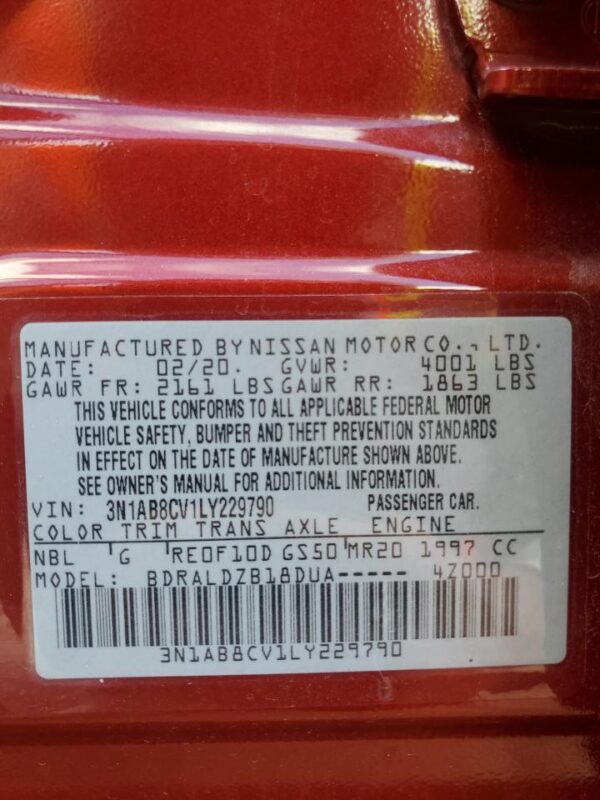 MANUFACTURED BY NISSAN MOTOR CO., LTD.
DATE: 02/20. GVWR: 4001 LBS
GAWR FR: 2161 LBS GAWR RR: 1863 LBS
THIS VEHICLE CONFORMS TO ALL APPLICABLE FEDERAL MOTOR
VEHICLE SAFETY, BUMPER AND THEFT PREVENTION STANDARDS
IN EFFECT ON THE DATE OF MANUFACTURE SHOWN ABOVE.
SEE OWNER'S MANUAL FOR ADDITIONAL INFORMATION.
VIN: 3N1AB8CV1LY229790 PASSENGER CAR.
COLOR TRIM TRANS AXLE ENGINE
NBL G RE0F10D GS50 MR20 1997 CC
MODEL: BDRALDZB18DUA----- 4Z000
3N1AB8CV1LY229790